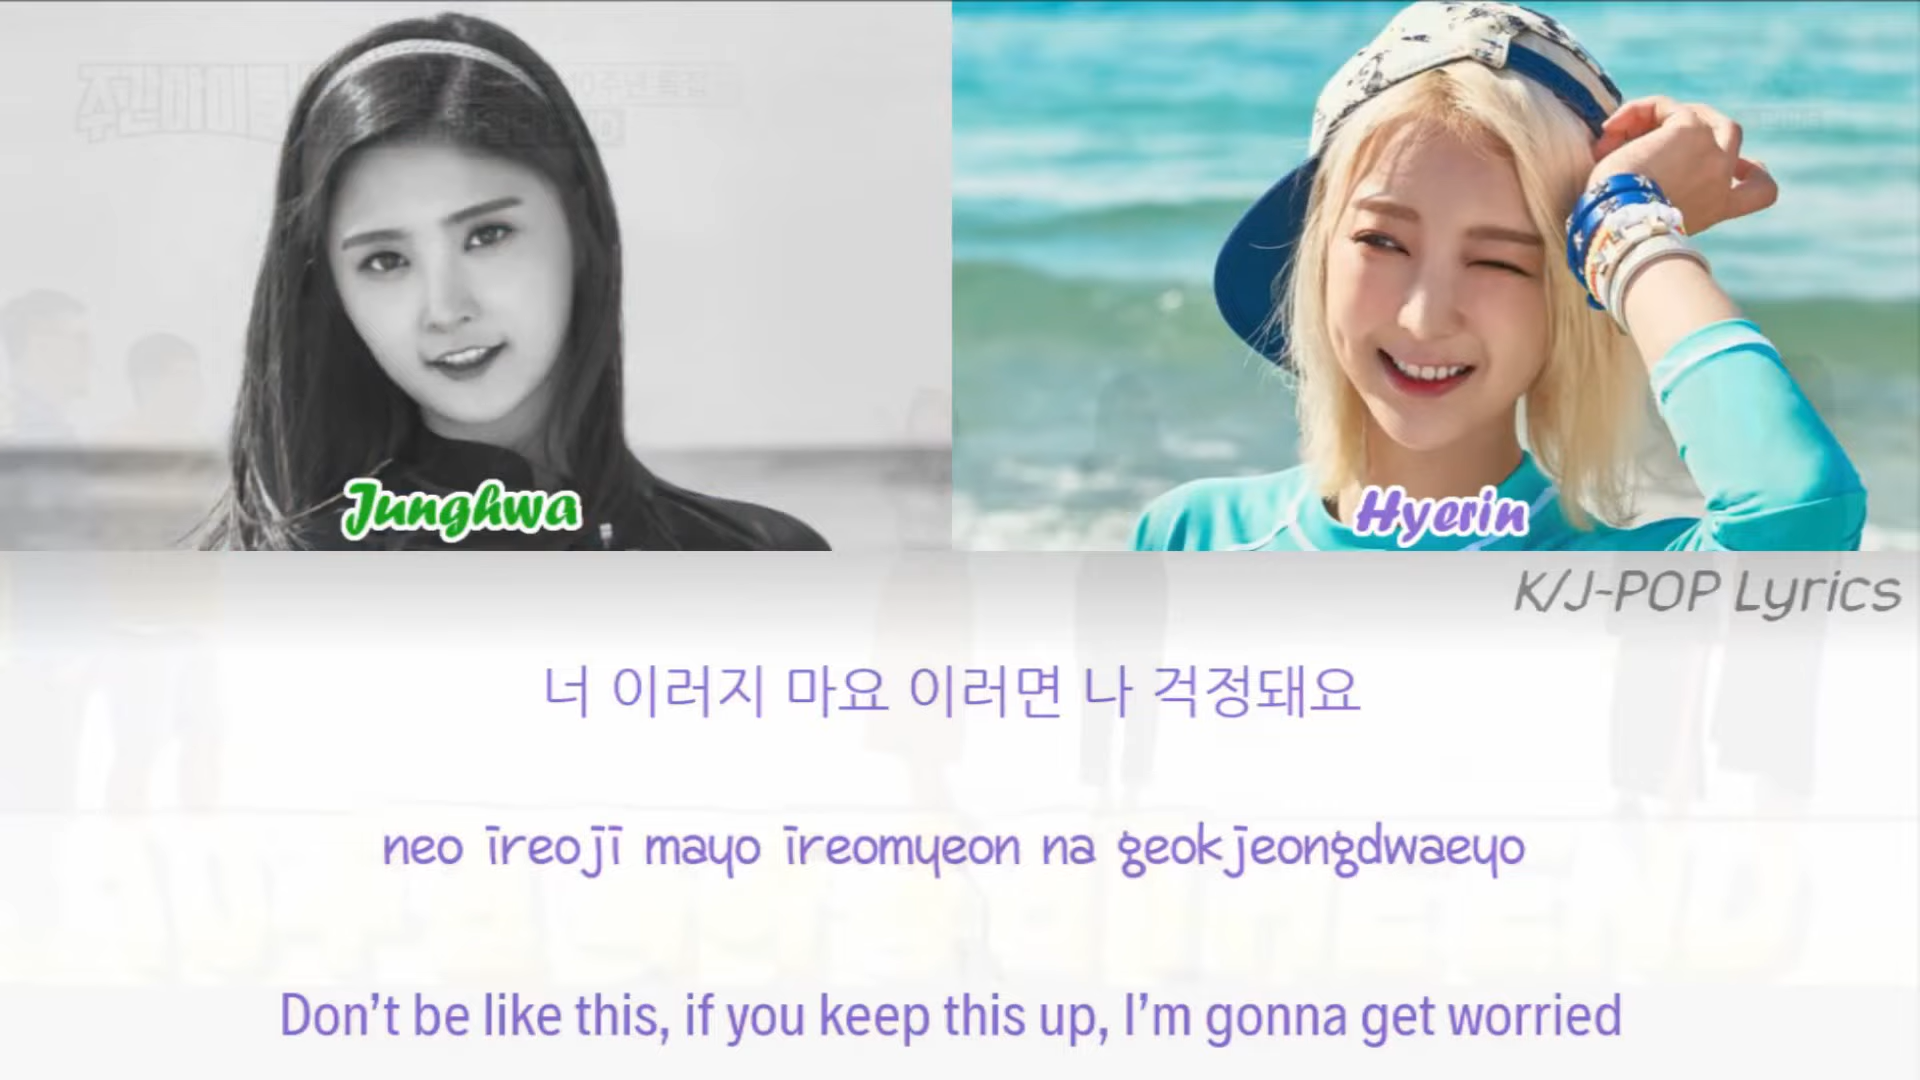 Junghwa
Hyerin
K/J-POP Lyrics
너 이러지 마요 이러면 나 걱정돼요
neo ireoji mayo ireomyeon na geokjeongdwaeyo
Don't be like this, if you keep this up, I'm gonna get worried